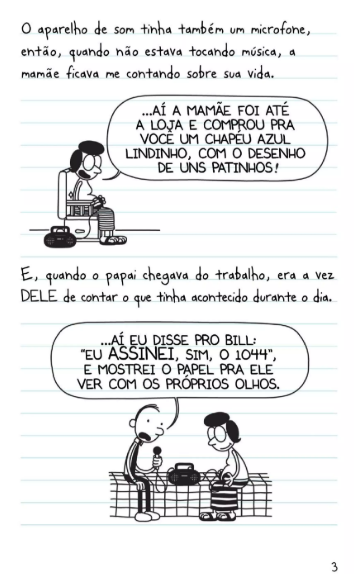 O aparelho de som tinha também um microfone,
então, quando não estava tocando música, a
mamãe ficava me contando sobre sua vida.
...AÍ A MAMÃE FOI ATÉ
A LOJA E COMPROU PRA
VOCÊ UM CHAPÉU AZUL
LINDINHO, COM O DESENHO
DE UNS PATINHOS!
E, quando o papai chegava do trabalho, era a vez
DELE de contar o que tinha acontecido durante o dia.
...AÍ EU DISSE PRO BILL:
"EU ASSINEI, SIM, O 1044",
E MOSTREI O PAPEL PRA ELE
VER COM OS PRÓPRIOS OLHOS.
3